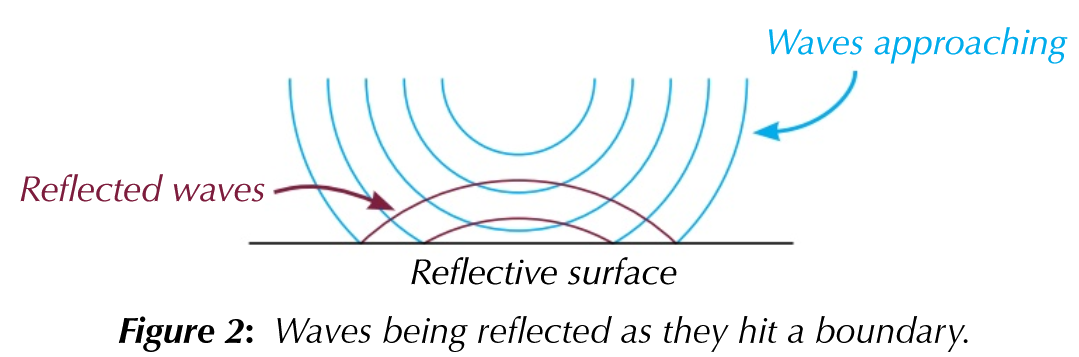 Waves approaching
Reflected waves
Reflective surface
Figure 2: Waves being reflected as they hit a boundary.